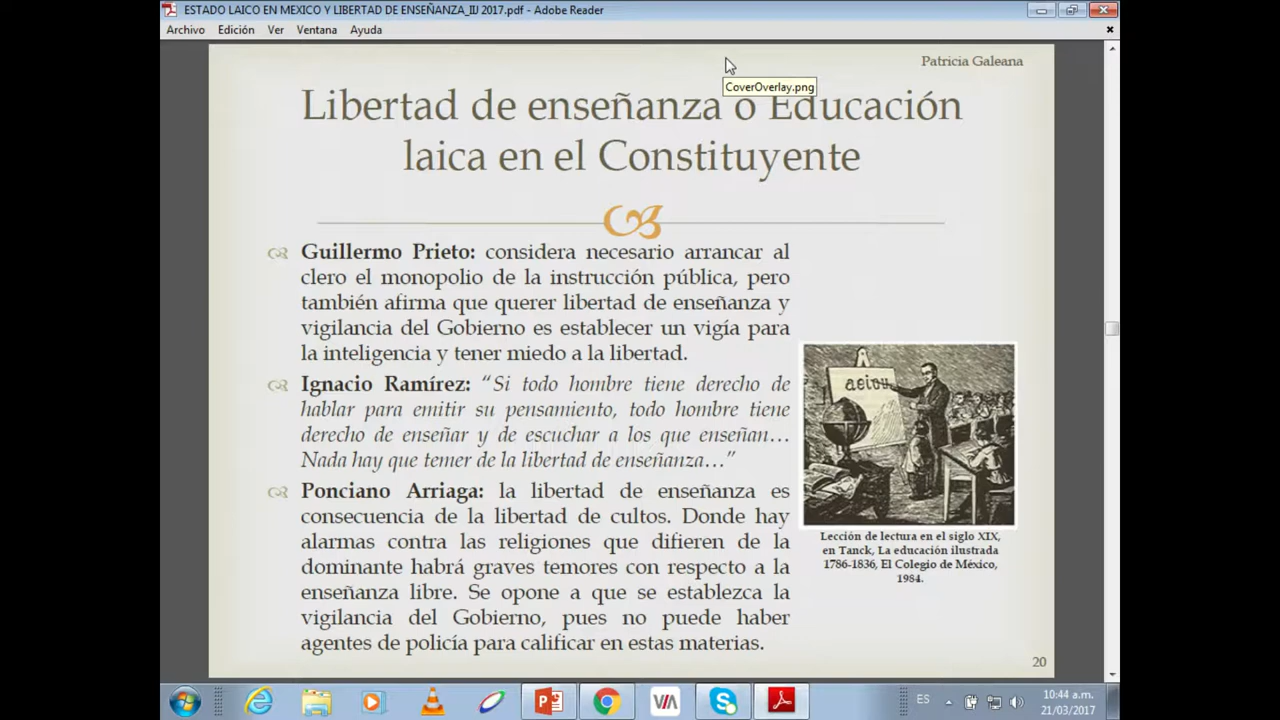 ESTADO LAICO EN MEXICO Y LIBERTAD DE ENSEÑANZA_IIJ 2017.pdf - Adobe Reader
Archivo Edición Ver Ventana Ayuda
Patricia Galeana
CoverOverlay.png
Libertad de enseñanza o Educación
laica en el Constituyente
Guillermo Prieto: considera necesario arrancar al
clero el monopolio de la instrucción pública, pero
también afirma que querer libertad de enseñanza y
vigilancia del Gobierno es establecer un vigía para
la inteligencia y tener miedo a la libertad.
Ignacio Ramírez: “Si todo hombre tiene derecho de
hablar para emitir su pensamiento, todo hombre tiene
derecho de enseñar y de escuchar a los que enseñan…
Nada hay que temer de la libertad de enseñanza…”
Ponciano Arriaga: la libertad de enseñanza es
consecuencia de la libertad de cultos. Donde hay
alarmas contra las religiones que difieren de la
dominante habrá graves temores con respecto a la
enseñanza libre. Se opone a que se establezca la
vigilancia del Gobierno, pues no puede haber
agentes de policía para calificar en estas materias.
aeiou
Lección de lectura en el siglo XIX,
en Tanck, La educación ilustrada
1786-1836, El Colegio de México,
1984.
20
VIA
ES
10:44 a.m.
21/03/2017